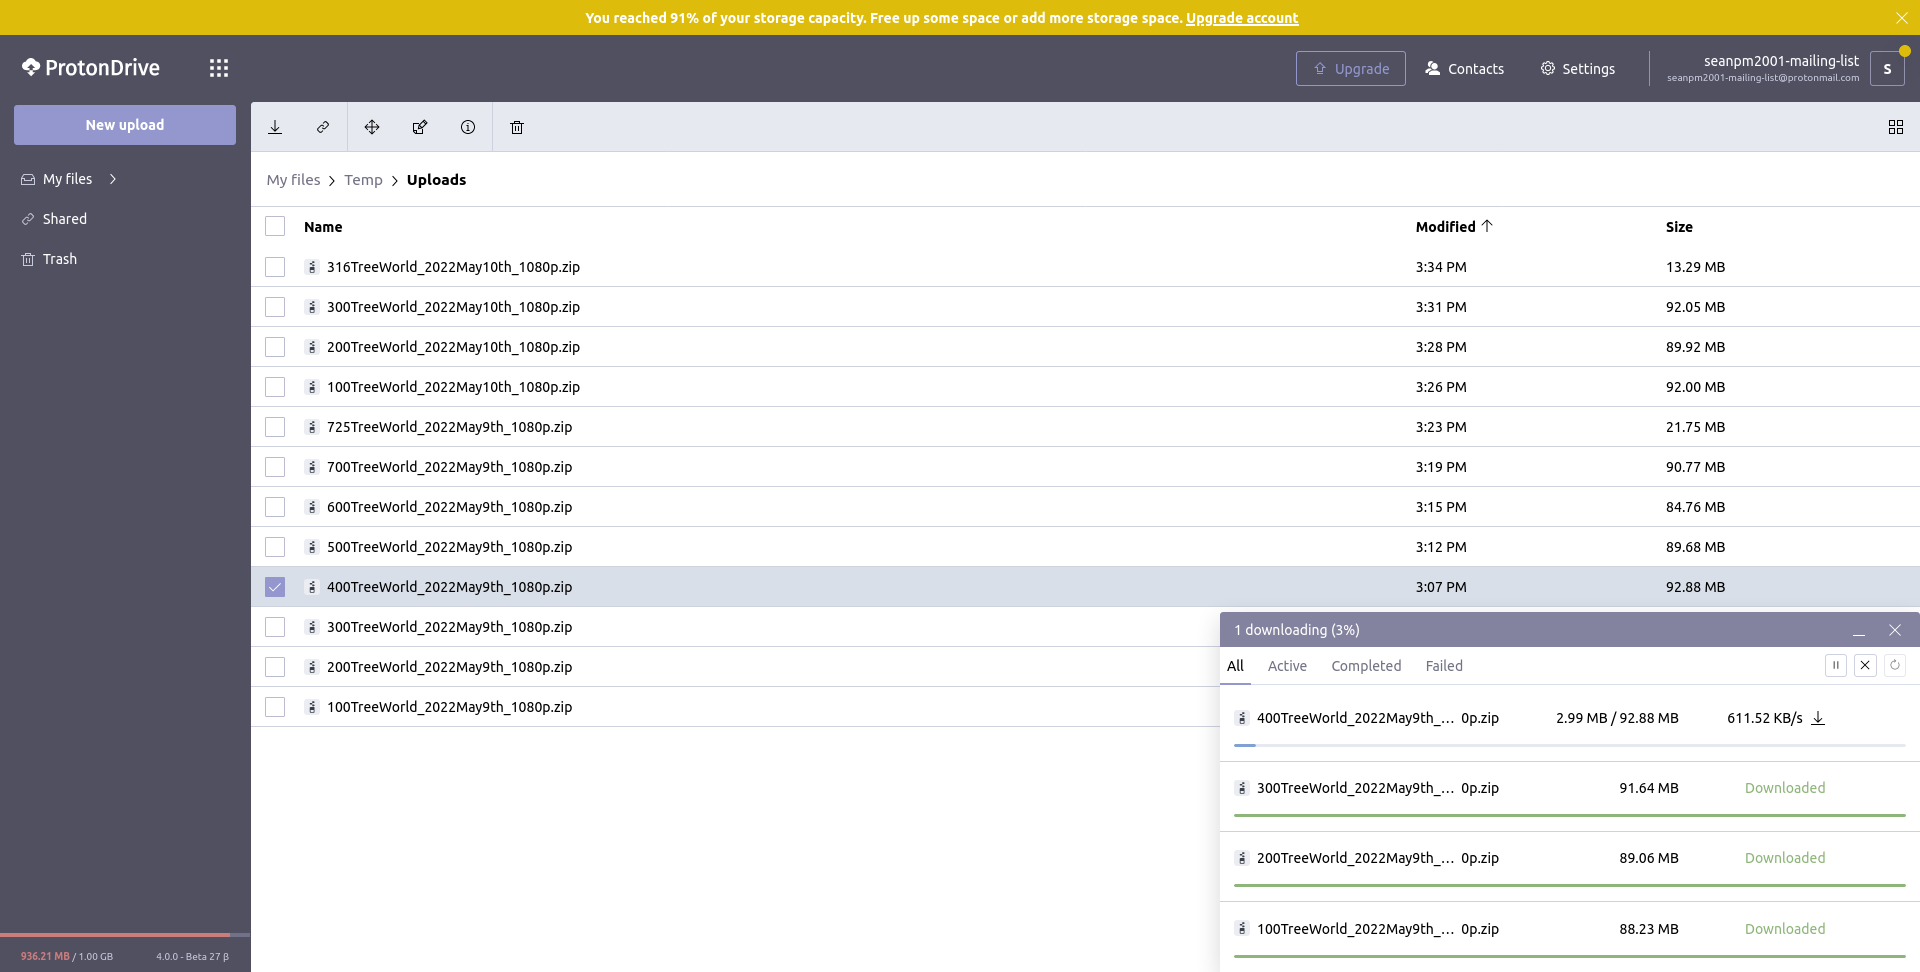 You reached 91% of your storage capacity. Free up some space or add more storage space. Upgrade account
ProtonDrive
Upgrade
Contacts
Settings
seanpm2001-mailing-list
seanpm2001-mailing-list@protonmail.com
S
New upload
My files
Shared
Trash
My files > Temp > Uploads
Name Modified Size
316TreeWorld_2022May10th_1080p.zip 3:34 PM 13.29 MB
300TreeWorld_2022May10th_1080p.zip 3:31 PM 92.05 MB
200TreeWorld_2022May10th_1080p.zip 3:28 PM 89.92 MB
100TreeWorld_2022May10th_1080p.zip 3:26 PM 92.00 MB
725TreeWorld_2022May9th_1080p.zip 3:23 PM 21.75 MB
700TreeWorld_2022May9th_1080p.zip 3:19 PM 90.77 MB
600TreeWorld_2022May9th_1080p.zip 3:15 PM 84.76 MB
500TreeWorld_2022May9th_1080p.zip 3:12 PM 89.68 MB
400TreeWorld_2022May9th_1080p.zip 3:07 PM 92.88 MB
300TreeWorld_2022May9th_1080p.zip
200TreeWorld_2022May9th_1080p.zip
100TreeWorld_2022May9th_1080p.zip
1 downloading (3%)
All Active Completed Failed
400TreeWorld_2022May9th_... 0p.zip 2.99 MB / 92.88 MB 611.52 KB/s
300TreeWorld_2022May9th_... 0p.zip 91.64 MB Downloaded
200TreeWorld_2022May9th_... 0p.zip 89.06 MB Downloaded
100TreeWorld_2022May9th_... 0p.zip 88.23 MB Downloaded
936.21 MB / 1.00 GB 4.0.0 - Beta 27 β